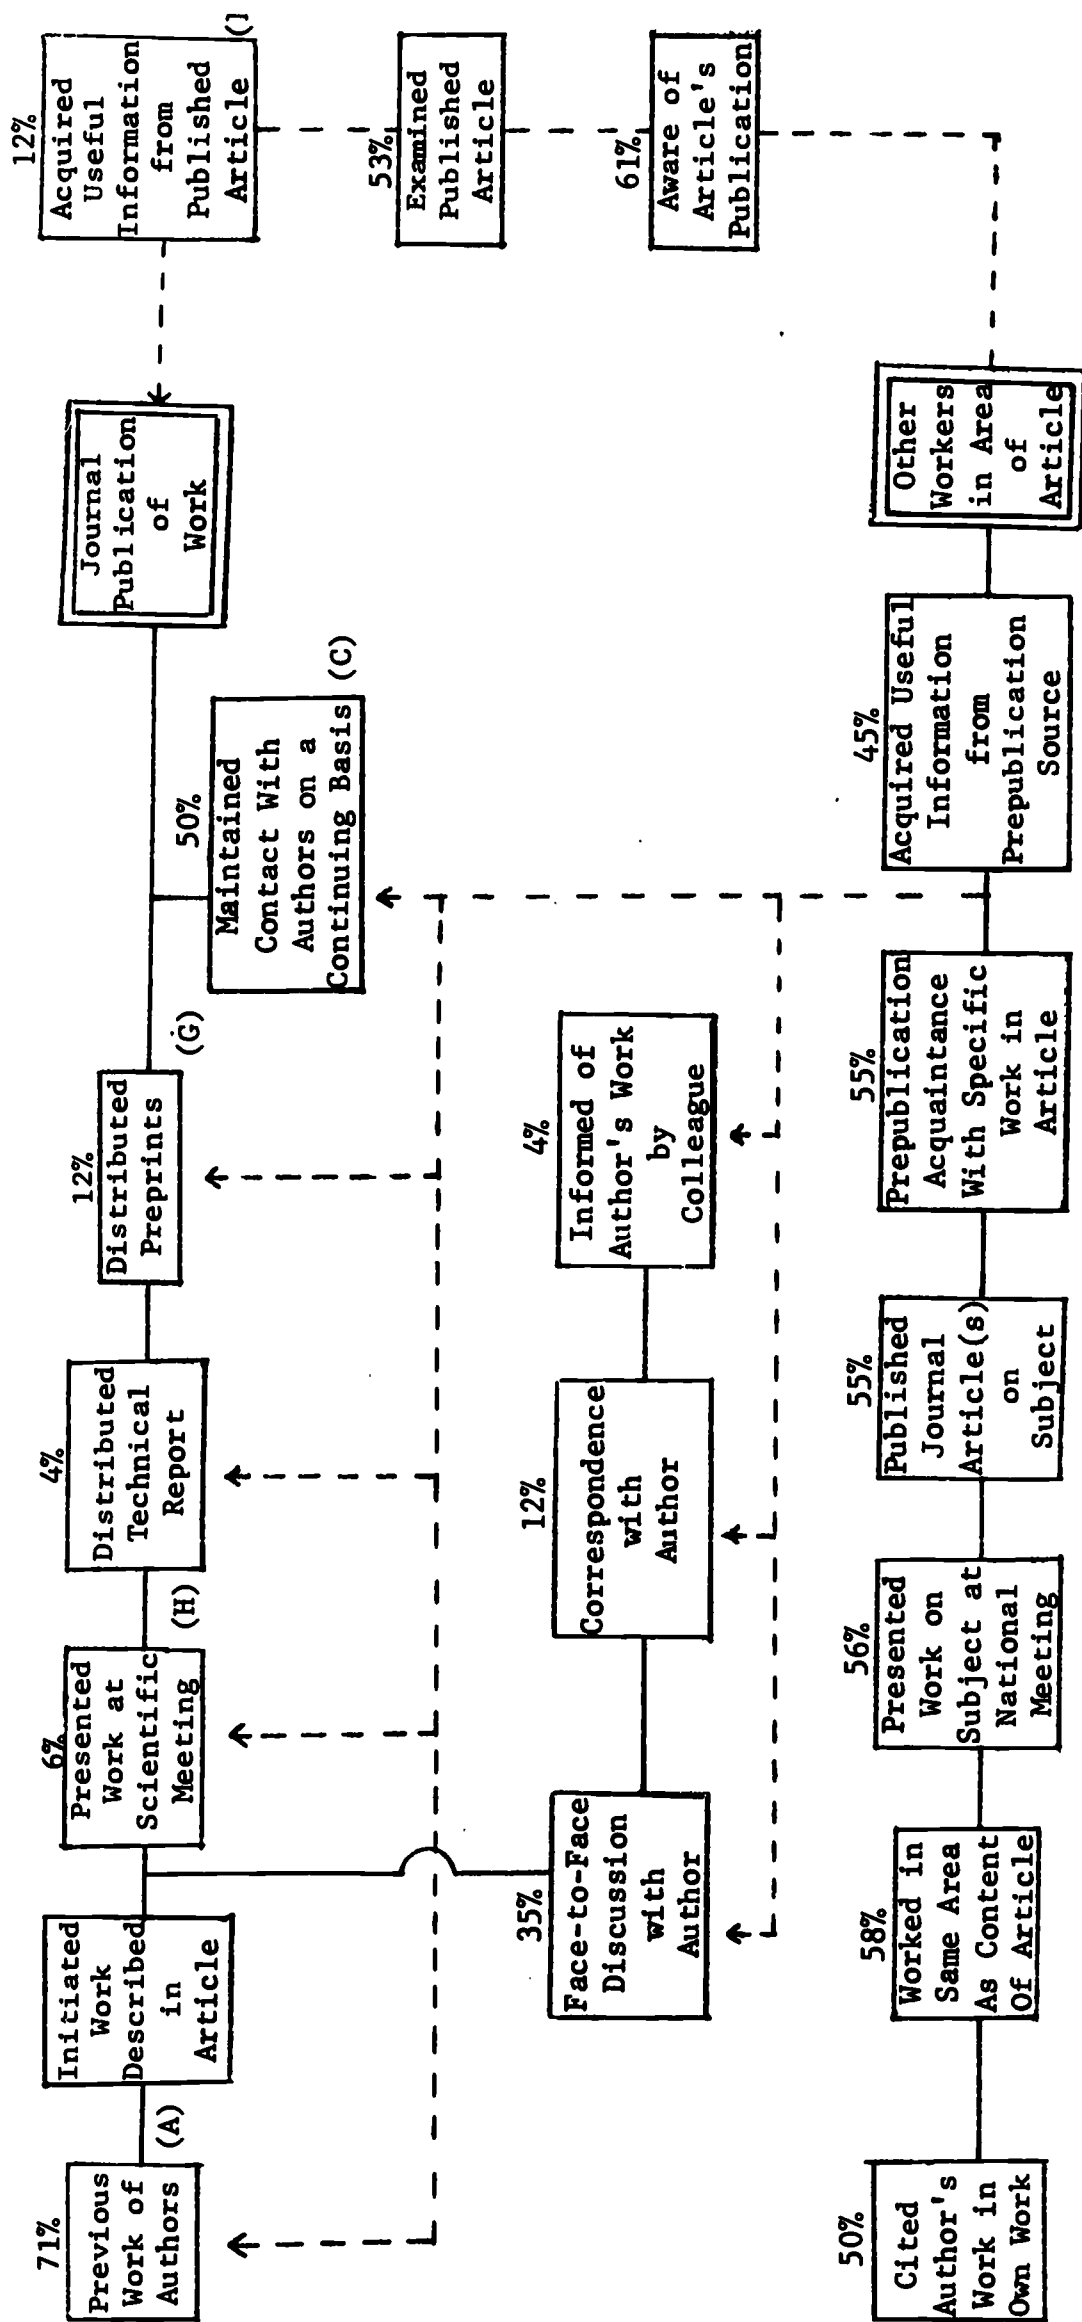 71%
Previous
Work of
Authors
(A)
Initiated
Work
Described
in
Article
6%
Presented
Work at
Scientific
Meeting
(H)
4%
Distributed
Technical
Report
12%
Distributed
Preprints
(G)
50%
Maintained
Contact With
Authors on a
Continuing Basis
(C)
Journal
Publication
of
Work
12%
Acquired
Useful
Information
from
Published
Article
53%
Examined
Published
Article
61%
Aware of
Article's
Publication
35%
Face-to-Face
Discussion
with
Author
12%
Correspondence
with
Author
4%
Informed of
Author's Work
by
Colleague
50%
Cited
Author's
Work in
Own Work
58%
Worked in
Same Area
As Content
Of Article
56%
Presented
Work on
Subject at
National
Meeting
55%
Published
Journal
Article(s)
on
Subject
55%
Prepublication
Acquaintance
With Specific
Work in
Article
45%
Acquired Useful
Information
from
Prepublication
Source
Other
Workers
in Area
of
Article